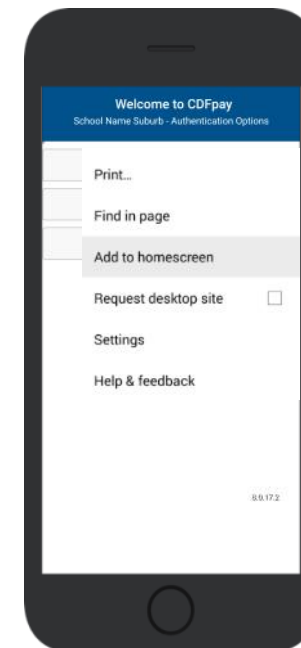 Welcome to CDFpay
School Name Suburb - Authentication Options
Print...
Find in page
Add to homescreen
Request desktop site
Settings
Help & feedback
8.9.17.2